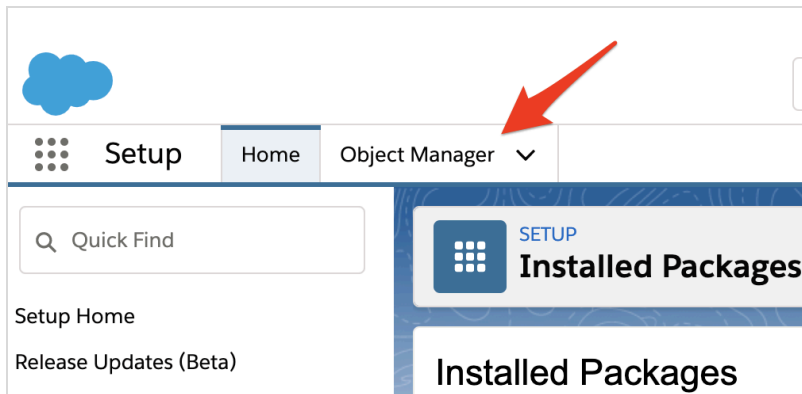 Setup
Home
Object Manager
Quick Find
SETUP
Installed Packages
Setup Home
Release Updates (Beta)
Installed Packages